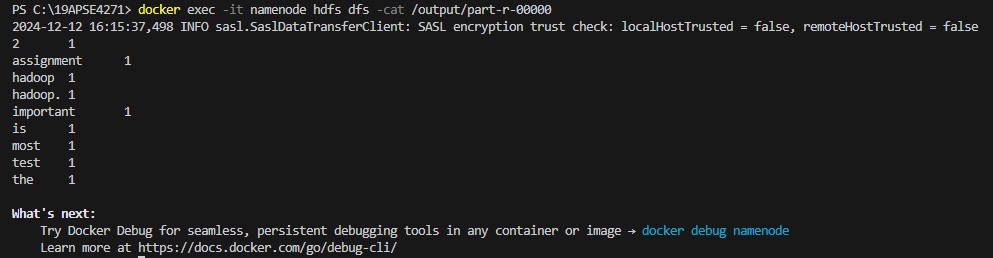 PS C:\19APSE4271> docker exec -it namenode hdfs dfs -cat /output/part-r-00000
2024-12-12 16:15:37,498 INFO sasl.SaslDataTransferClient: SASL encryption trust check: localHostTrusted = false, remoteHostTrusted = false
2	1
assignment	1
hadoop	1
hadoop.	1
important	1
is	1
most	1
test	1
the	1
What's next:
    Try Docker Debug for seamless, persistent debugging tools in any container or image → docker debug namenode
    Learn more at https://docs.docker.com/go/debug-cli/